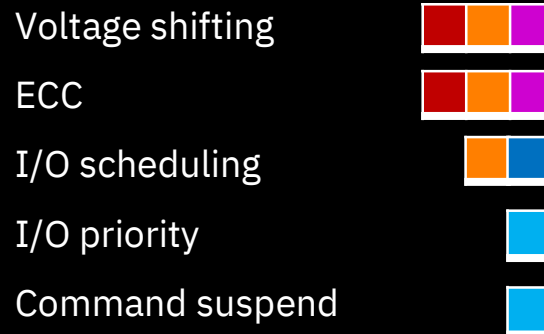 Voltage shifting
ECC
I/O scheduling
I/O priority
Command suspend